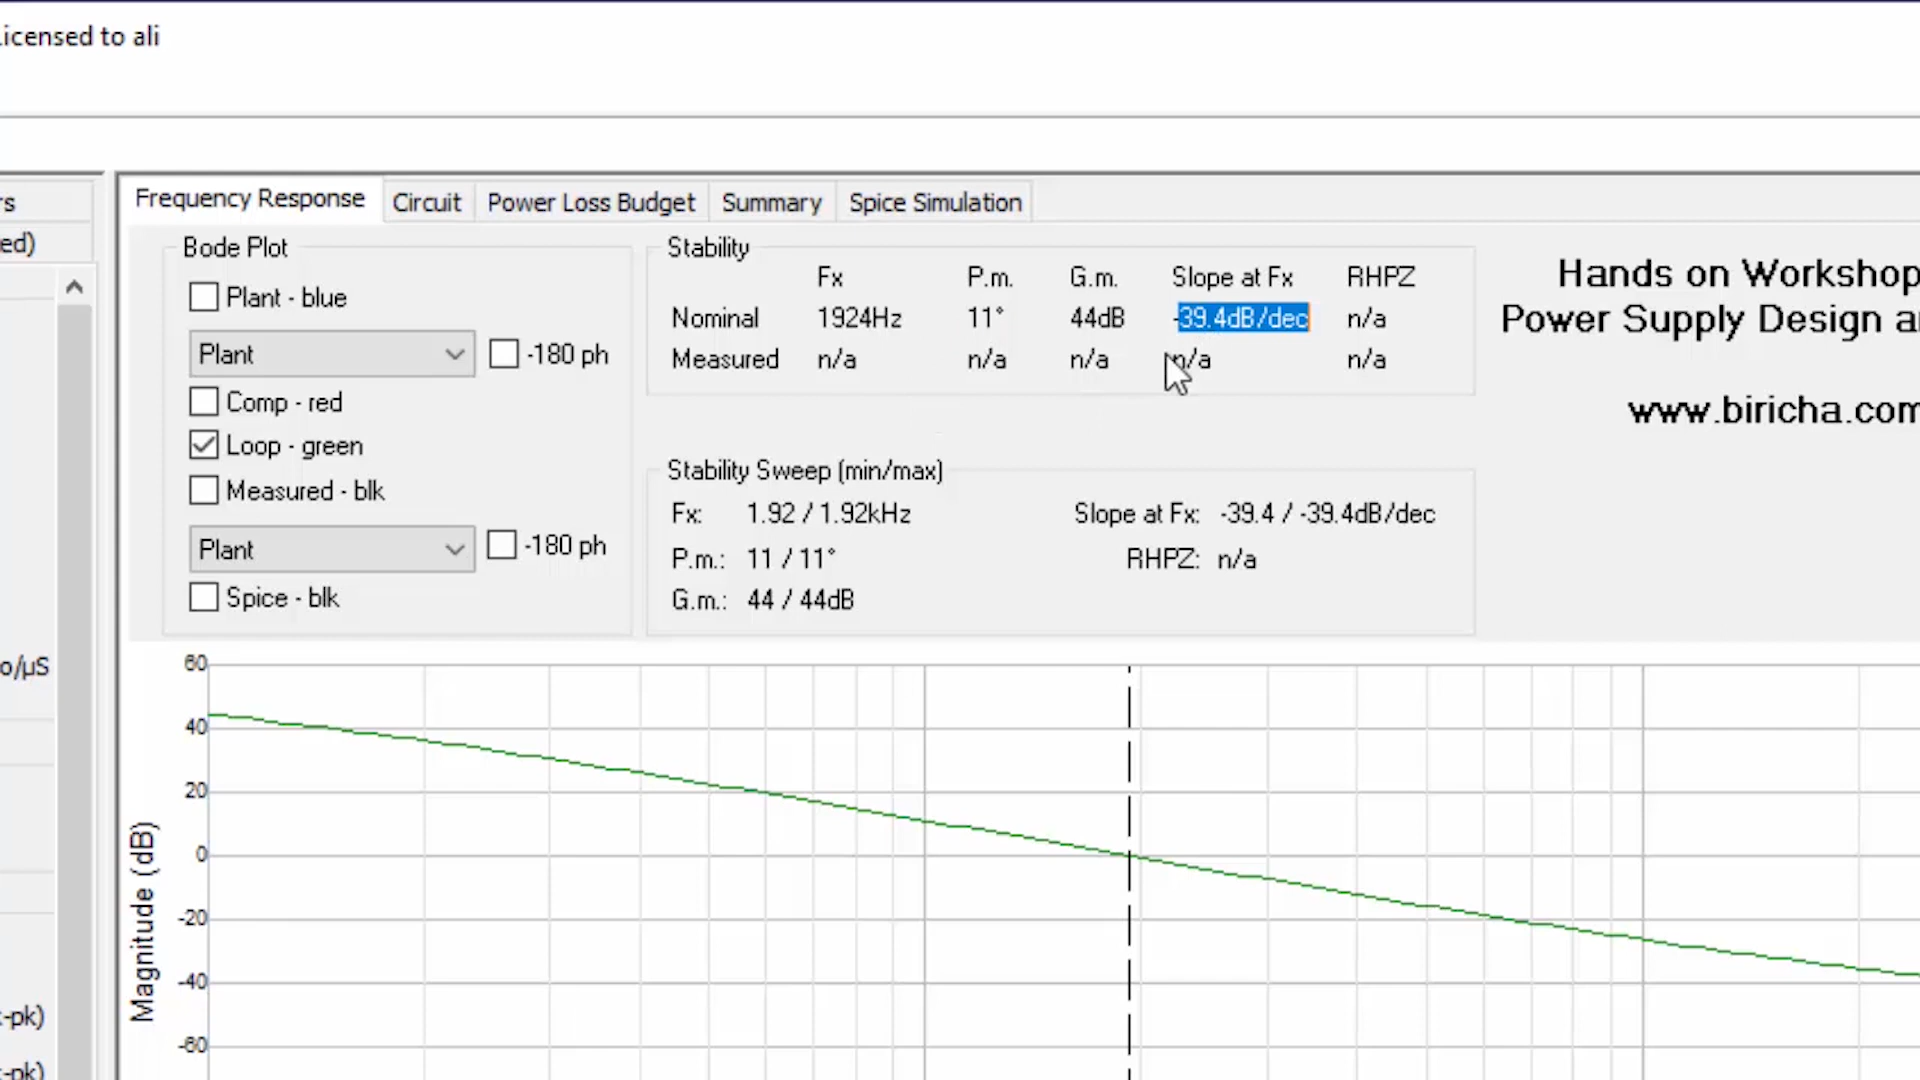 Licensed to ali
rs
ed)
o/µS
k-pk)
k-pk)
Frequency Response Circuit Power Loss Budget Summary Spice Simulation
Bode Plot
Plant - blue
Plant -180 ph
Comp - red
Loop - green
Measured - blk
Plant -180 ph
Spice - blk
Stability
Fx P.m. G.m. Slope at Fx RHPZ
Nominal 1924Hz 11° 44dB -39.4dB/dec n/a
Measured n/a n/a n/a n/a n/a
Stability Sweep (min/max)
Fx: 1.92 / 1.92kHz Slope at Fx: -39.4 / -39.4dB/dec
P.m.: 11 / 11° RHPZ: n/a
G.m.: 44 / 44dB
Hands on Workshop
Power Supply Design a
www.biricha.com
Magnitude (dB)
60
40
20
0
-20
-40
-60